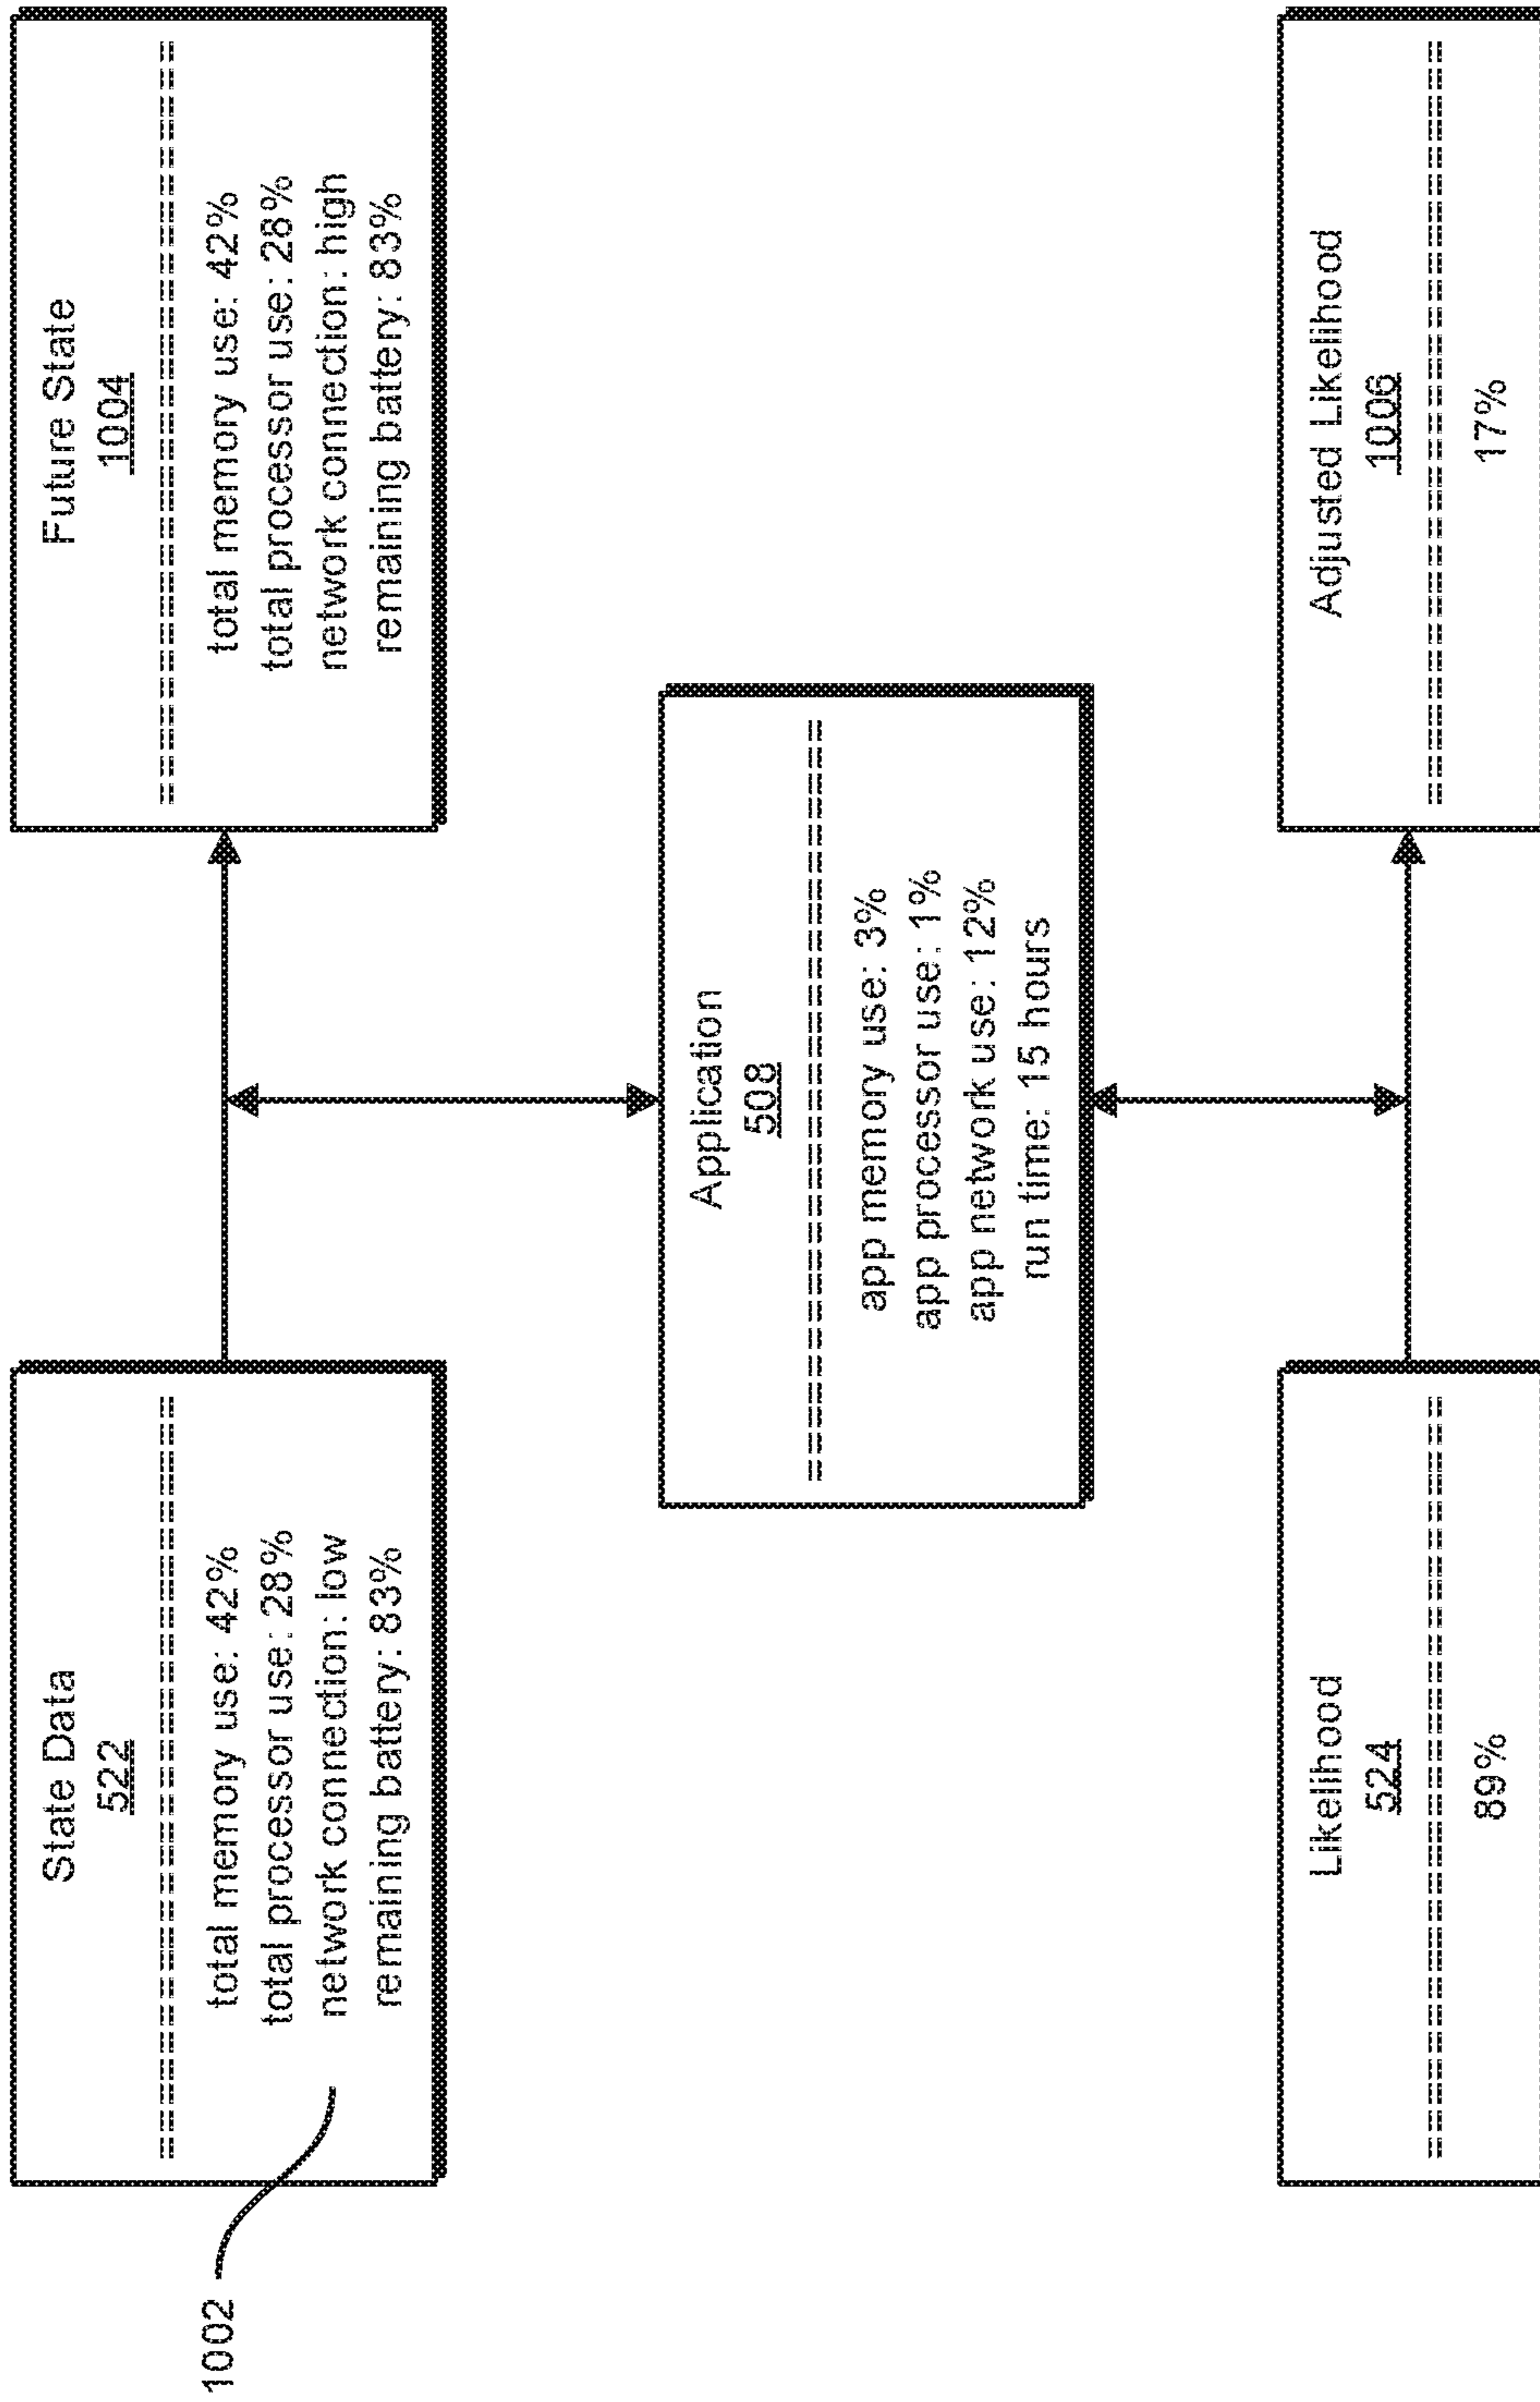 State Data
522
total memory use: 42%
total processor use: 28%
network connection: low
remaining battery: 83%
1002
Future State
1004
total memory use: 42%
total processor use: 28%
network connection: high
remaining battery: 83%
Application
508
app memory use: 3%
app processor use: 1%
app network use: 12%
run time: 15 hours
Likelihood
524
89%
Adjusted Likelihood
1006
17%